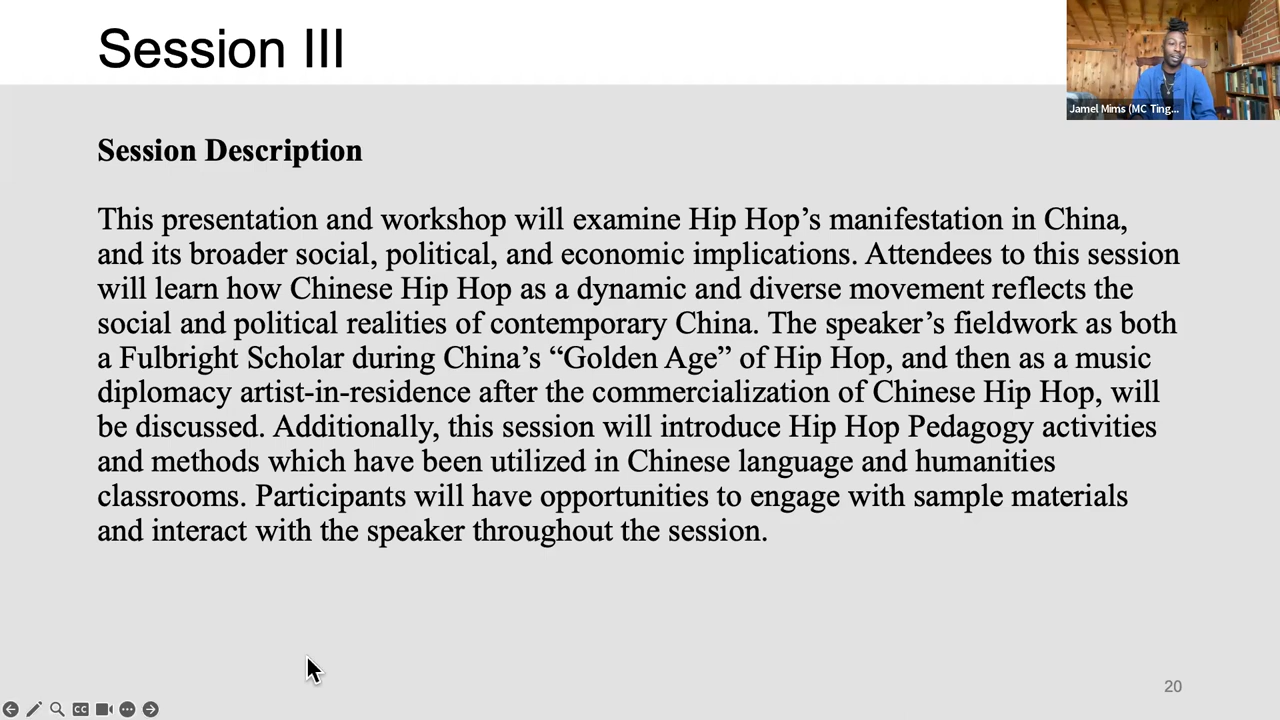 Session III
Jamel Mims (MC Ting...
Session Description
This presentation and workshop will examine Hip Hop’s manifestation in China,
and its broader social, political, and economic implications. Attendees to this session
will learn how Chinese Hip Hop as a dynamic and diverse movement reflects the
social and political realities of contemporary China. The speaker’s fieldwork as both
a Fulbright Scholar during China’s “Golden Age” of Hip Hop, and then as a music
diplomacy artist-in-residence after the commercialization of Chinese Hip Hop, will
be discussed. Additionally, this session will introduce Hip Hop Pedagogy activities
and methods which have been utilized in Chinese language and humanities
classrooms. Participants will have opportunities to engage with sample materials
and interact with the speaker throughout the session.
20
CC